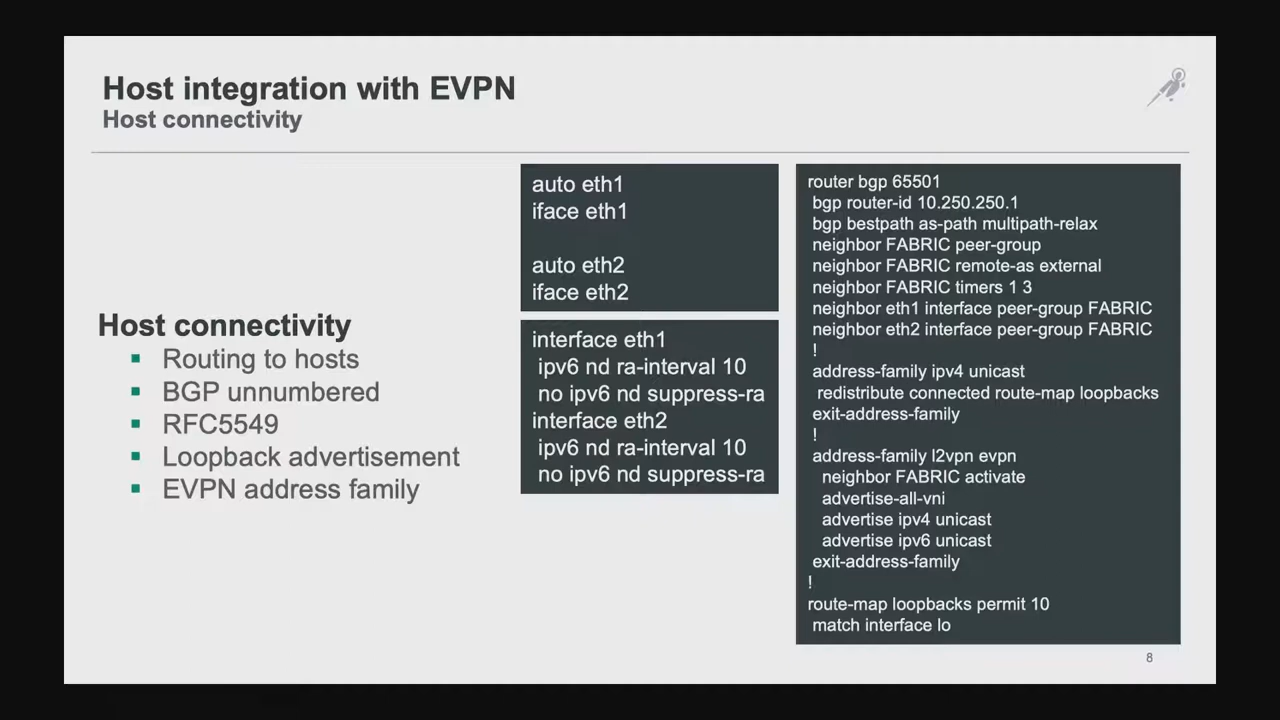 Host integration with EVPN
Host connectivity
Host connectivity
▪ Routing to hosts
▪ BGP unnumbered
▪ RFC5549
▪ Loopback advertisement
▪ EVPN address family
auto eth1
iface eth1
auto eth2
iface eth2
interface eth1
ipv6 nd ra-interval 10
no ipv6 nd suppress-ra
interface eth2
ipv6 nd ra-interval 10
no ipv6 nd suppress-ra
router bgp 65501
bgp router-id 10.250.250.1
bgp bestpath as-path multipath-relax
neighbor FABRIC peer-group
neighbor FABRIC remote-as external
neighbor FABRIC timers 1 3
neighbor eth1 interface peer-group FABRIC
neighbor eth2 interface peer-group FABRIC
!
address-family ipv4 unicast
redistribute connected route-map loopbacks
exit-address-family
!
address-family l2vpn evpn
neighbor FABRIC activate
advertise-all-vni
advertise ipv4 unicast
advertise ipv6 unicast
exit-address-family
!
route-map loopbacks permit 10
match interface lo
8